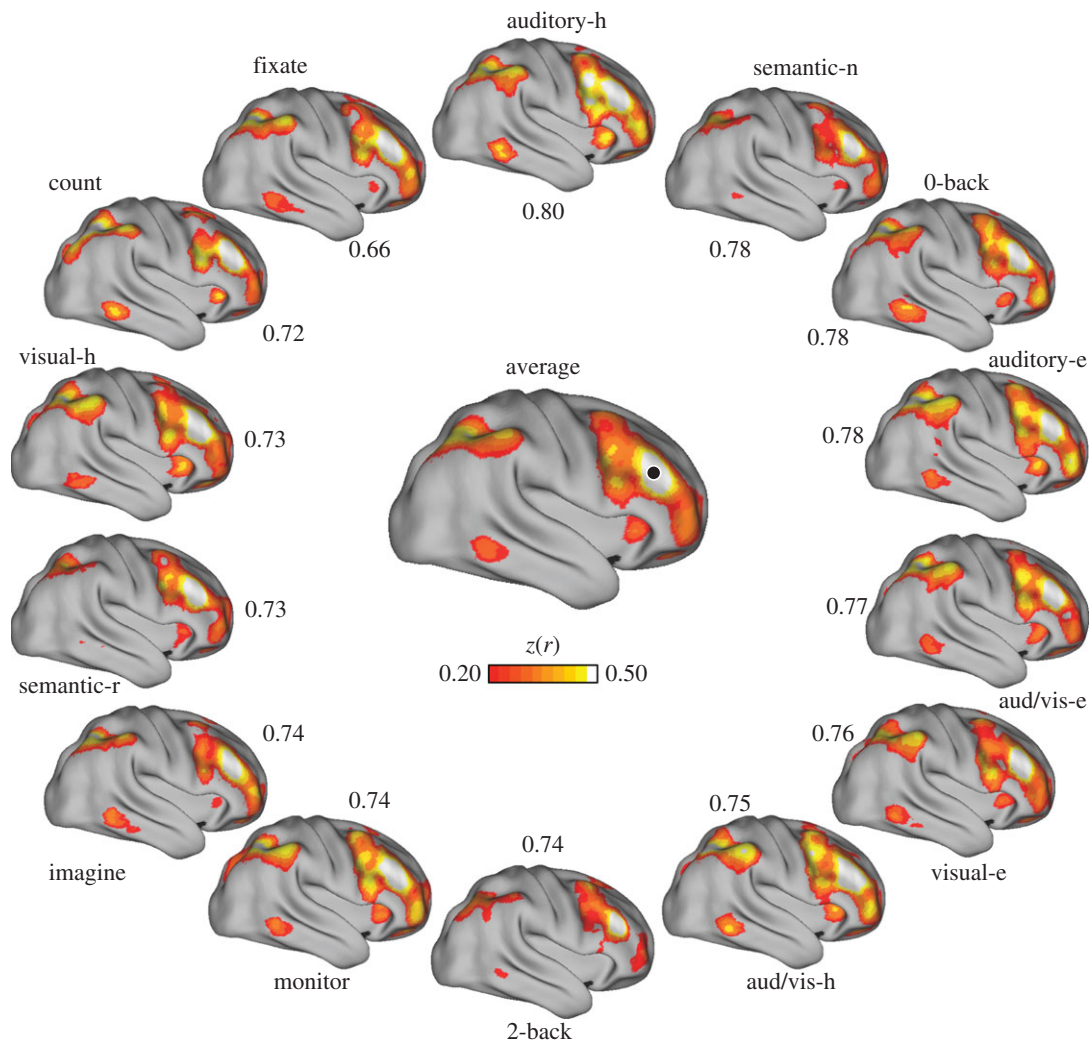 auditory-h
fixate
semantic-n
count
0-back
0.80
0.66
0.78
0.72
0.78
visual-h
average
auditory-e
0.73
0.78
0.73
0.77
z(r)
0.20
0.50
semantic-r
aud/vis-e
0.74
0.76
0.74
0.75
0.74
imagine
visual-e
monitor
aud/vis-h
2-back